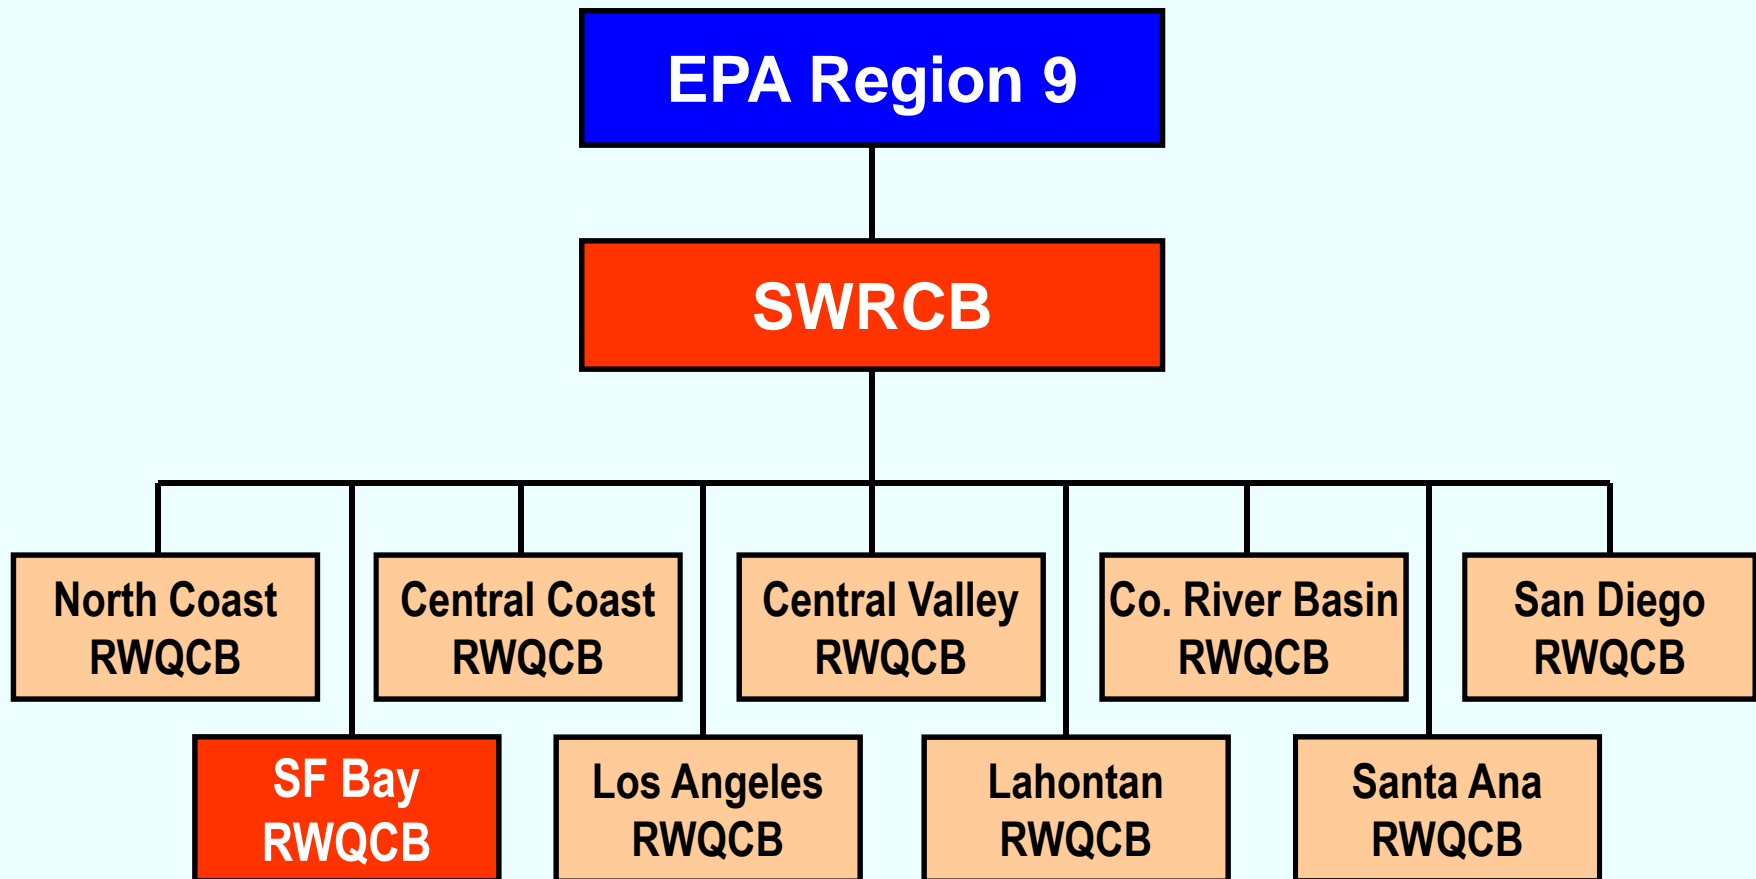 EPA Region 9
SWRCB
North Coast
RWQCB
Central Coast
RWQCB
Central Valley
RWQCB
Co. River Basin
RWQCB
San Diego
RWQCB
SF Bay
RWQCB
Los Angeles
RWQCB
Lahontan
RWQCB
Santa Ana
RWQCB